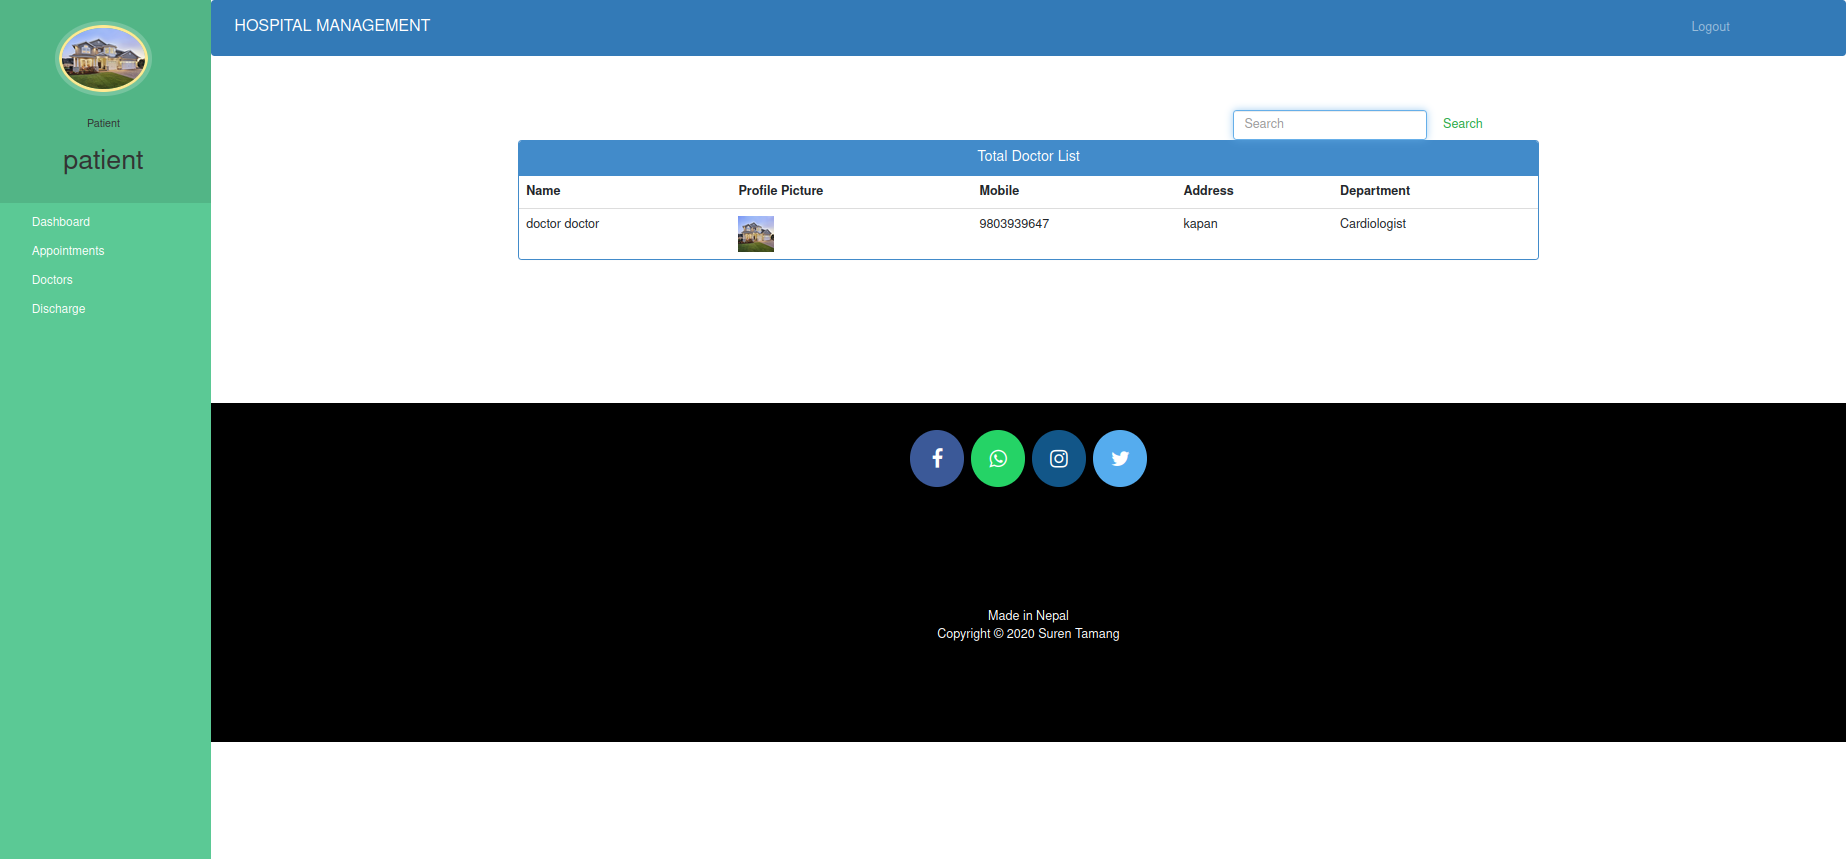 HOSPITAL MANAGEMENT
Logout
Patient
patient
Dashboard
Appointments
Doctors
Discharge
Search
Search
Total Doctor List
Name Profile Picture Mobile Address Department
doctor doctor 9803939647 kapan Cardiologist
Made in Nepal
Copyright © 2020 Suren Tamang